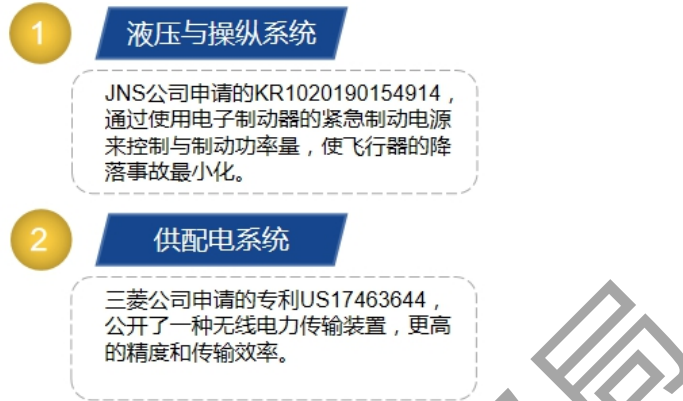 1
液压与操纵系统
JNS公司申请的KR1020190154914，
通过使用电子制动器的紧急制动电源
来控制与制动功率量，使飞行器的降
落事故最小化。
2
供配电系统
三菱公司申请的专利US17463644，
公开了一种无线电力传输装置，更高
的精度和传输效率。
局